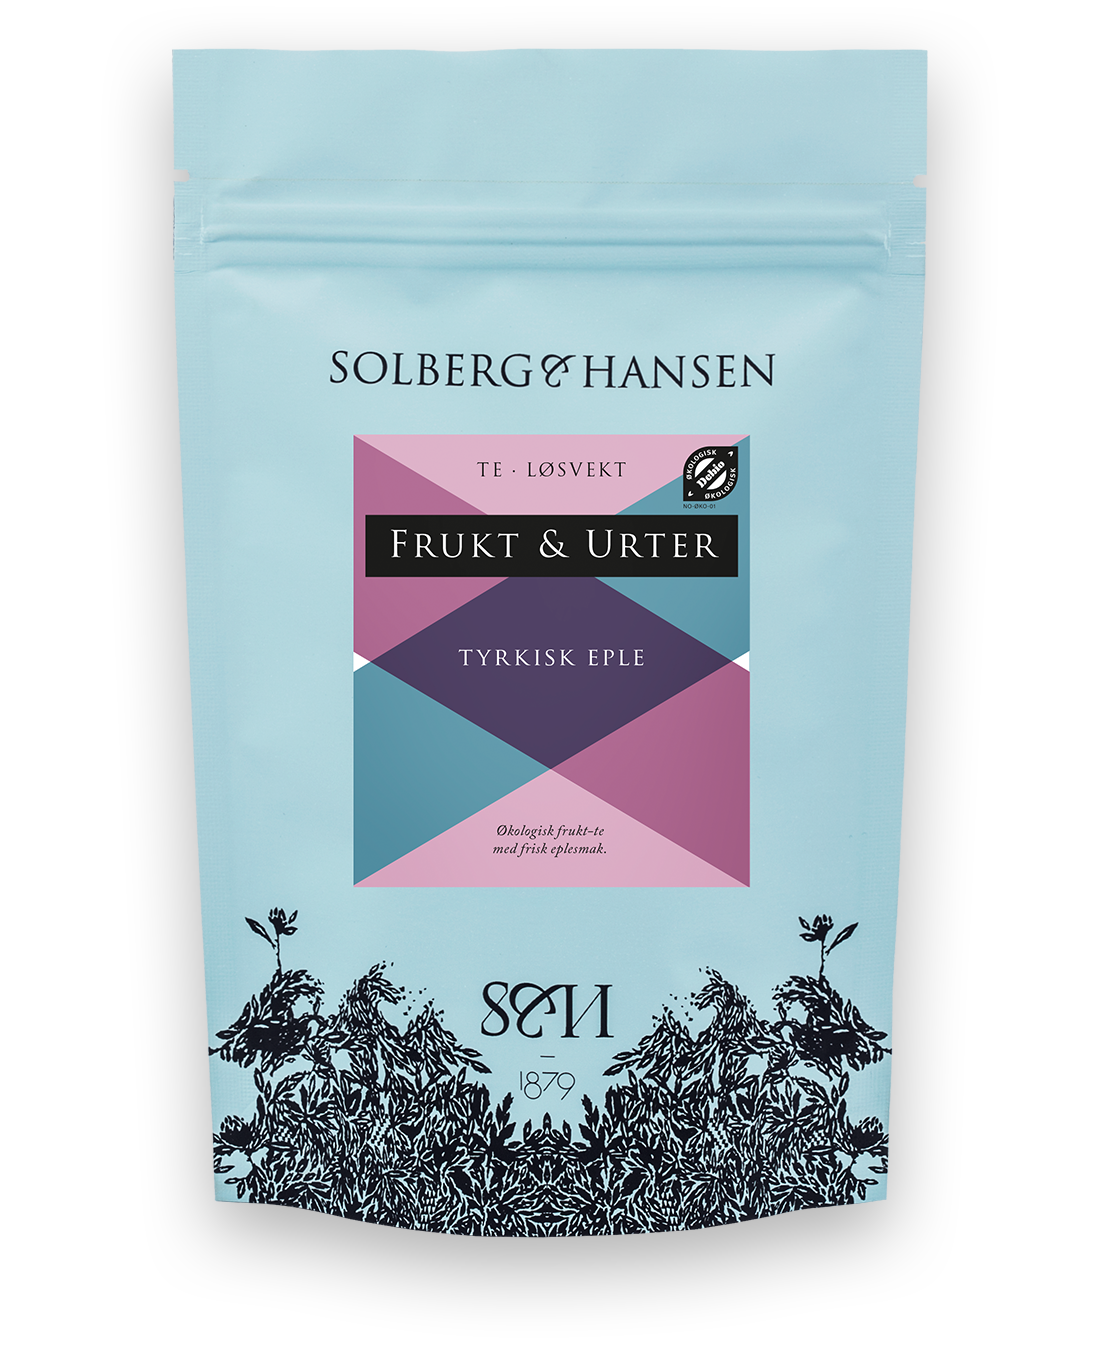 SOLBERG & HANSEN
TE · LØSVEKT
ØKOLOGISK
Debio
ØKOLOGISK
NO-ØKO-01
FRUKT & URTER
TYRKISK EPLE
Økologisk frukt-te
med frisk eplesmak.
S&H
1879